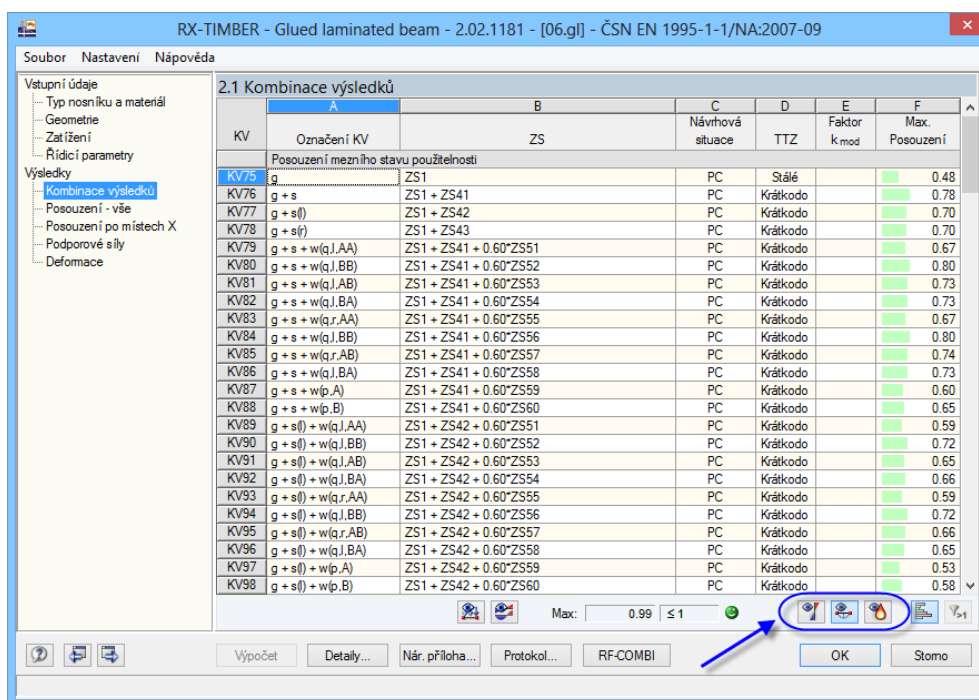 RX-TIMBER - Glued laminated beam - 2.02.1181 - [06.gl] - ČSN EN 1995-1-1/NA:2007-09
Soubor Nastavení Nápověda
Vstupní údaje
Typ nosníku a materiál
Geometrie
Zatížení
Řídicí parametry
Výsledky
Kombinace výsledků
Posouzení - vše
Posouzení po místech X
Podporové síly
Deformace
2.1 Kombinace výsledků
A B C D E F
KV Označení KV ZS Návrhová situace TTZ Faktor k mod Max. Posouzení
Posouzení mezního stavu použitelnosti
KV75 g ZS1 PC Stálé 0.48
KV76 g + s ZS1 + ZS41 PC Krátkodo 0.78
KV77 g + s(l) ZS1 + ZS42 PC Krátkodo 0.70
KV78 g + s(r) ZS1 + ZS43 PC Krátkodo 0.70
KV79 g + s + w(q,l,AA) ZS1 + ZS41 + 0.60*ZS51 PC Krátkodo 0.67
KV80 g + s + w(q,l,BB) ZS1 + ZS41 + 0.60*ZS52 PC Krátkodo 0.80
KV81 g + s + w(q,l,AB) ZS1 + ZS41 + 0.60*ZS53 PC Krátkodo 0.73
KV82 g + s + w(q,l,BA) ZS1 + ZS41 + 0.60*ZS54 PC Krátkodo 0.73
KV83 g + s + w(q,r,AA) ZS1 + ZS41 + 0.60*ZS55 PC Krátkodo 0.67
KV84 g + s + w(q,l,BB) ZS1 + ZS41 + 0.60*ZS56 PC Krátkodo 0.80
KV85 g + s + w(q,r,AB) ZS1 + ZS41 + 0.60*ZS57 PC Krátkodo 0.74
KV86 g + s + w(q,l,BA) ZS1 + ZS41 + 0.60*ZS58 PC Krátkodo 0.73
KV87 g + s + w(p,A) ZS1 + ZS41 + 0.60*ZS59 PC Krátkodo 0.60
KV88 g + s + w(p,B) ZS1 + ZS41 + 0.60*ZS60 PC Krátkodo 0.65
KV89 g + s(l) + w(q,l,AA) ZS1 + ZS42 + 0.60*ZS51 PC Krátkodo 0.59
KV90 g + s(l) + w(q,l,BB) ZS1 + ZS42 + 0.60*ZS52 PC Krátkodo 0.72
KV91 g + s(l) + w(q,l,AB) ZS1 + ZS42 + 0.60*ZS53 PC Krátkodo 0.65
KV92 g + s(l) + w(q,l,BA) ZS1 + ZS42 + 0.60*ZS54 PC Krátkodo 0.66
KV93 g + s(l) + w(q,r,AA) ZS1 + ZS42 + 0.60*ZS55 PC Krátkodo 0.59
KV94 g + s(l) + w(q,l,BB) ZS1 + ZS42 + 0.60*ZS56 PC Krátkodo 0.72
KV95 g + s(l) + w(q,r,AB) ZS1 + ZS42 + 0.60*ZS57 PC Krátkodo 0.66
KV96 g + s(l) + w(q,l,BA) ZS1 + ZS42 + 0.60*ZS58 PC Krátkodo 0.65
KV97 g + s(l) + w(p,A) ZS1 + ZS42 + 0.60*ZS59 PC Krátkodo 0.53
KV98 g + s(l) + w(p,B) ZS1 + ZS42 + 0.60*ZS60 PC Krátkodo 0.58
Max: 0.99 ≤ 1 >1
Výpočet Detaily... Nár. příloha... Protokol... RF-COMBI OK Storno